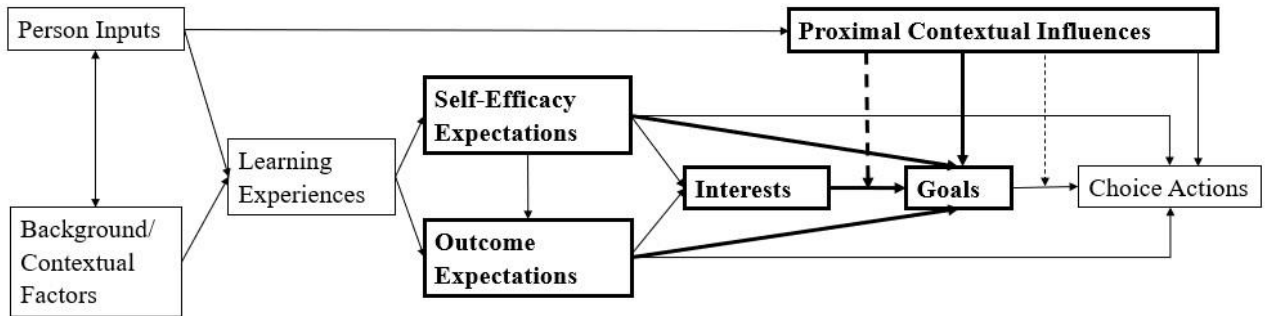 Person Inputs
Proximal Contextual Influences
Self-Efficacy
Expectations
Learning
Experiences
Interests
Goals
Choice Actions
Background/
Contextual
Factors
Outcome
Expectations